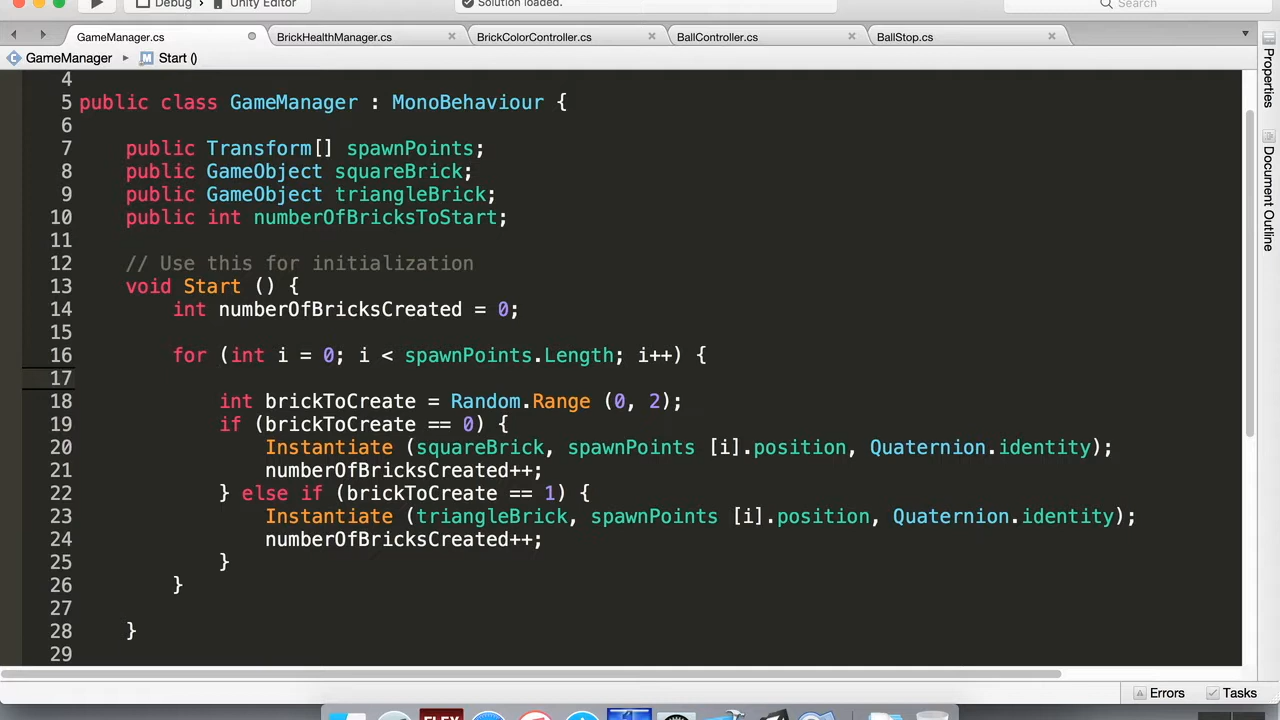 Debug
Unity Editor
Solution loaded.
Search
GameManager.cs
BrickHealthManager.cs
BrickColorController.cs
BallController.cs
BallStop.cs
GameManager
Start ()
4
5 public class GameManager : MonoBehaviour {
6
7 public Transform[] spawnPoints;
8 public GameObject squareBrick;
9 public GameObject triangleBrick;
10 public int numberOfBricksToStart;
11
12 // Use this for initialization
13 void Start () {
14 int numberOfBricksCreated = 0;
15
16 for (int i = 0; i < spawnPoints.Length; i++) {
17
18 int brickToCreate = Random.Range (0, 2);
19 if (brickToCreate == 0) {
20 Instantiate (squareBrick, spawnPoints [i].position, Quaternion.identity);
21 numberOfBricksCreated++;
22 } else if (brickToCreate == 1) {
23 Instantiate (triangleBrick, spawnPoints [i].position, Quaternion.identity);
24 numberOfBricksCreated++;
25 }
26 }
27
28 }
29
Properties
Document Outline
Errors
Tasks
FLEX